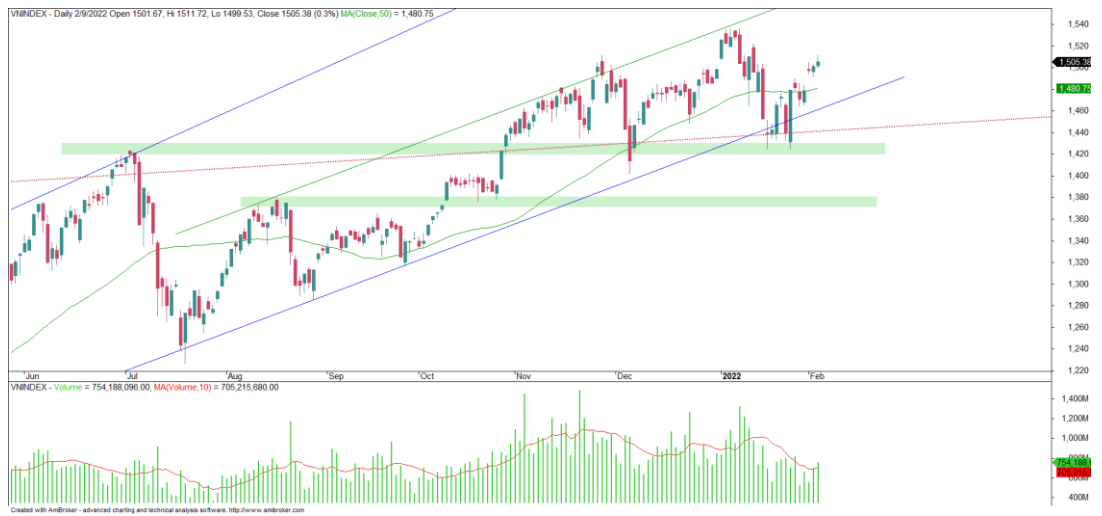 VNINDEX - Daily 2/9/2022 Open 1501.67, Hi 1511.72, Lo 1499.53, Close 1505.38 (0.3%) MA(Close,50) = 1,480.75
1,540
1,520
1,505.38
1,500
1,480.75
1,460
1,440
1,420
1,400
1,380
1,360
1,340
1,320
1,300
1,280
1,260
1,240
1,220
Jun Jul Aug Sep Oct Nov Dec 2022 Feb
VNINDEX - Volume = 754,188,096.00, MA(Volume,10) = 705,215,680.00
1,400M
1,200M
1,000M
800M
754,188,0
705,215,6
600M
400M
Created with AmiBroker - advanced charting and technical analysis software. http://www.amibroker.com